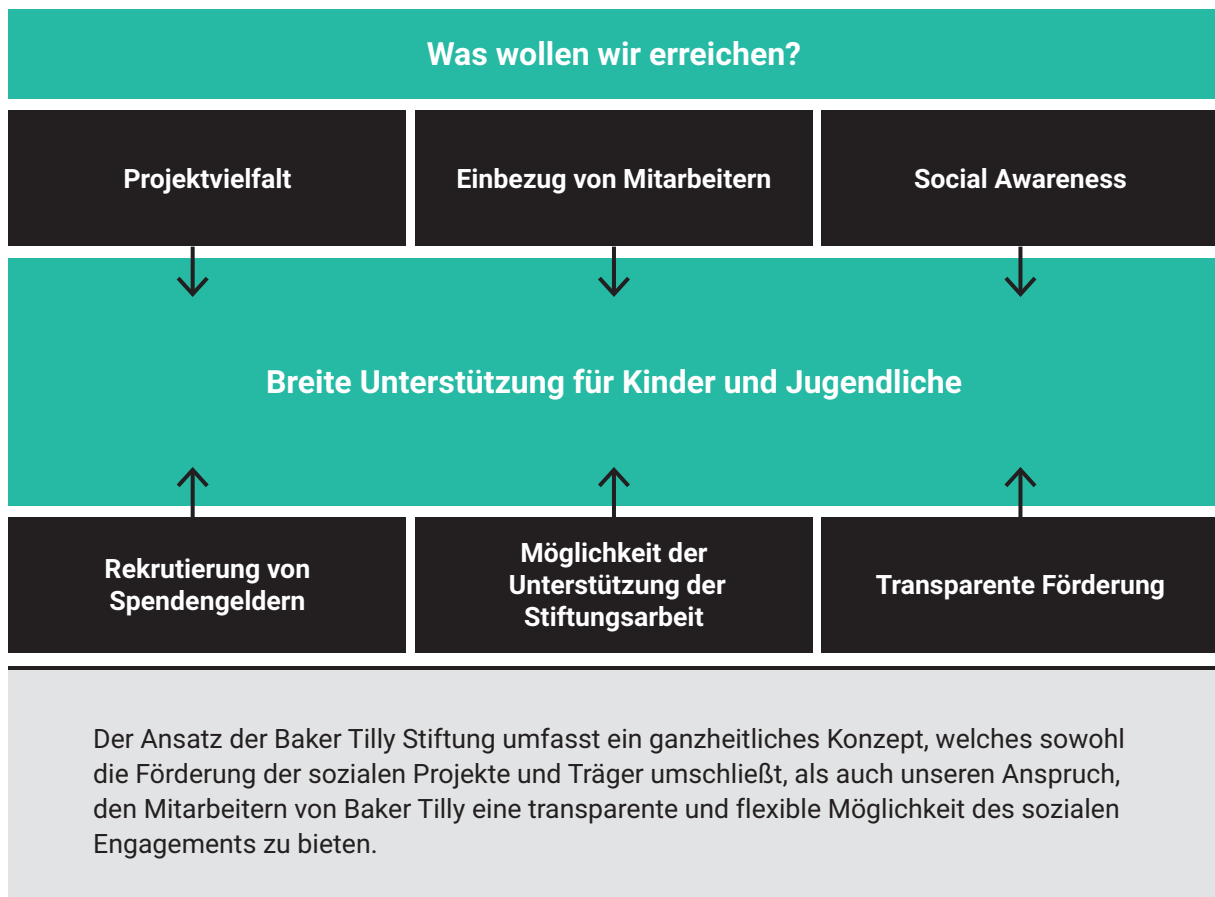 Was wollen wir erreichen?
Projektvielfalt
Einbezug von Mitarbeitern
Social Awareness
Breite Unterstützung für Kinder und Jugendliche
Rekrutierung von
Spendengeldern
Möglichkeit der
Unterstützung der
Stiftungsarbeit
Transparente Förderung
Der Ansatz der Baker Tilly Stiftung umfasst ein ganzheitliches Konzept, welches sowohl
die Förderung der sozialen Projekte und Träger umschließt, als auch unseren Anspruch,
den Mitarbeitern von Baker Tilly eine transparente und flexible Möglichkeit des sozialen
Engagements zu bieten.